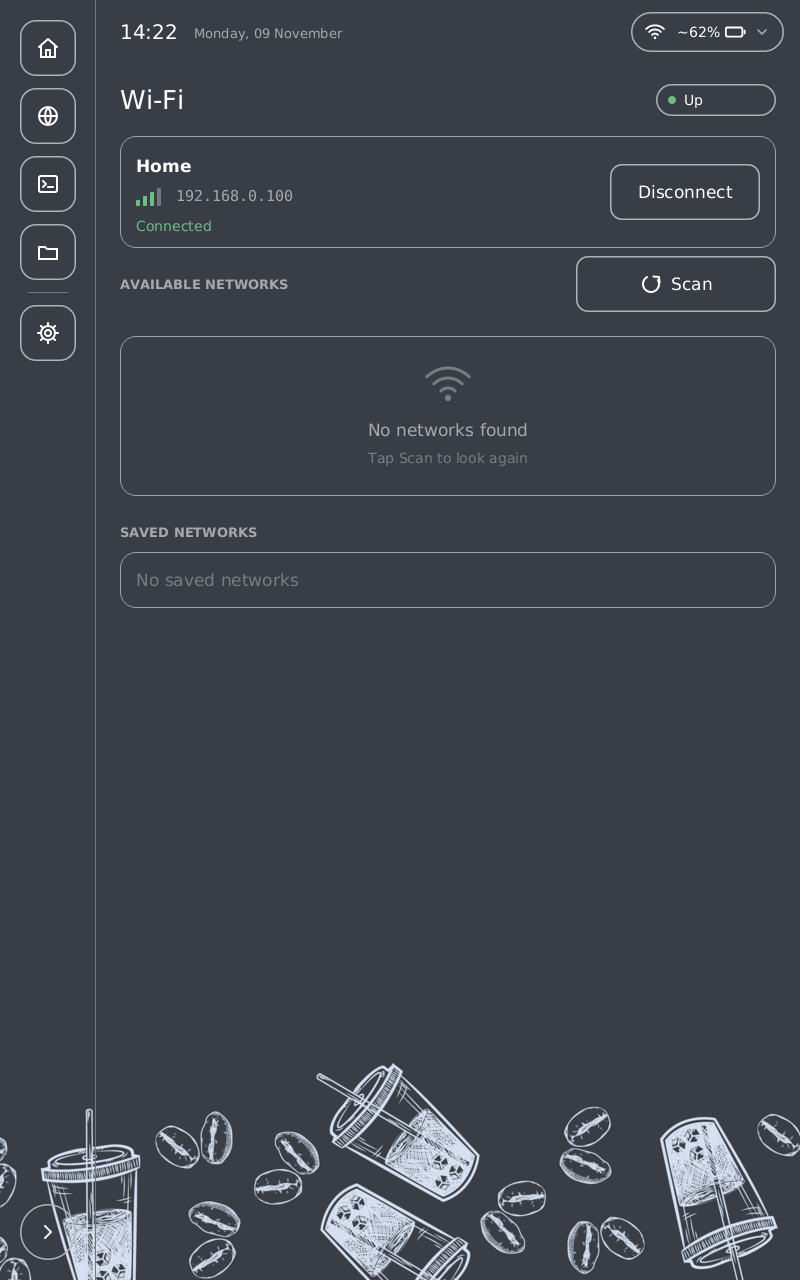 14:22 Monday, 09 November ~62%
Wi-Fi Up
Home
192.168.0.100
Connected
Disconnect
AVAILABLE NETWORKS Scan
No networks found
Tap Scan to look again
SAVED NETWORKS
No saved networks